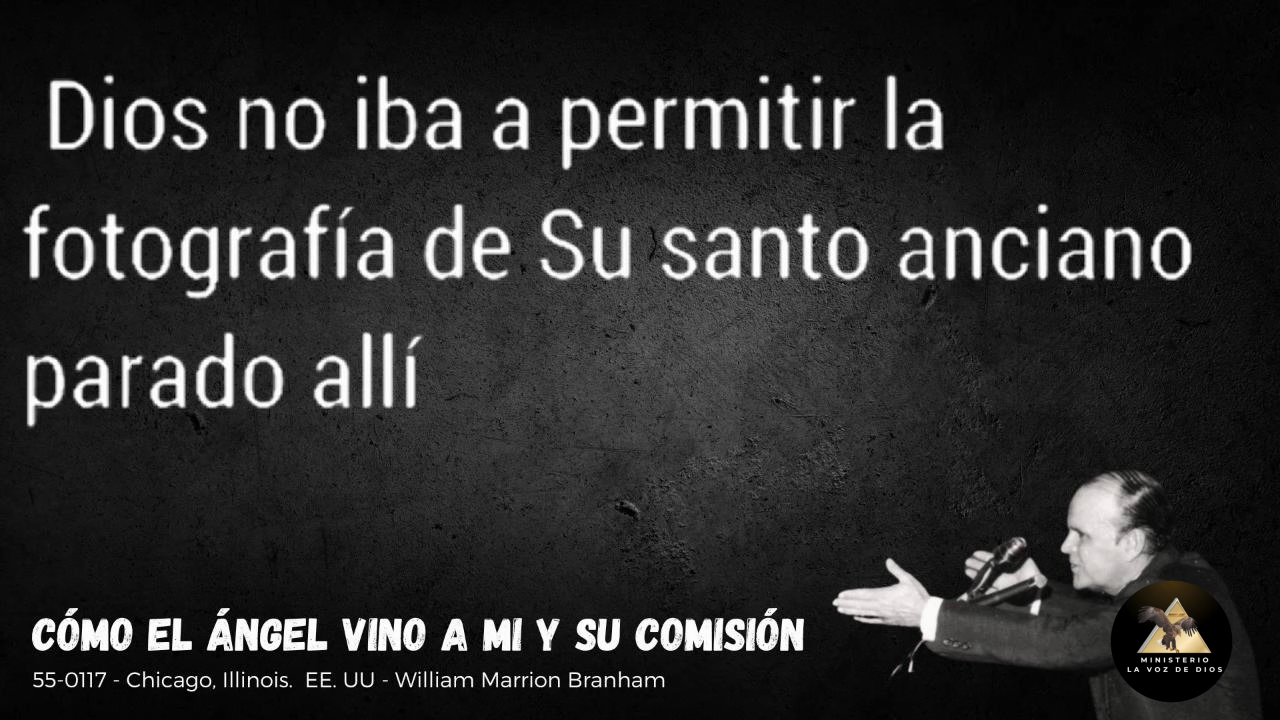 Dios no iba a permitir la
fotografía de Su santo anciano
parado allí
CÓMO EL ÁNGEL VINO A MI Y SU COMISIÓN
55-0117 - Chicago, Illinois.  EE. UU - William Marrion Branham
MINISTERIO
LA VOZ DE DIOS